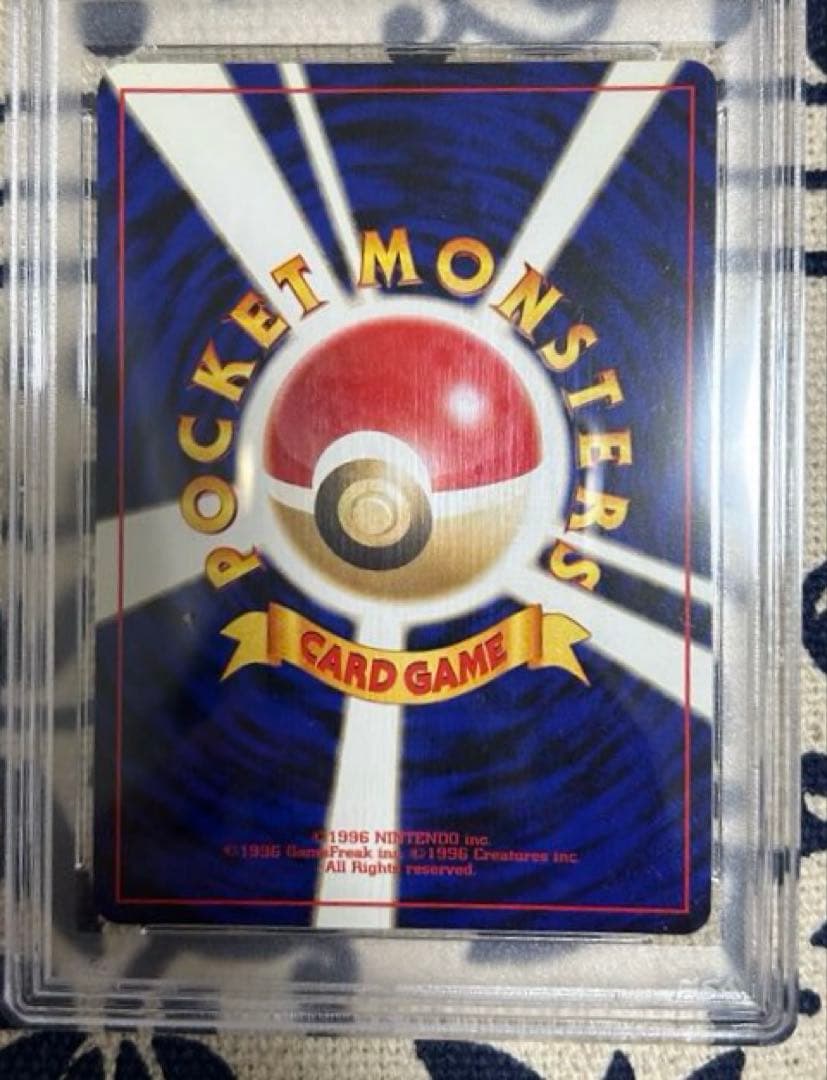 POCKET MONSTERS
CARD GAME
©1996 NINTENDO inc.
©1996 GameFreak inc. ©1996 Creatures inc.
All Rights reserved.